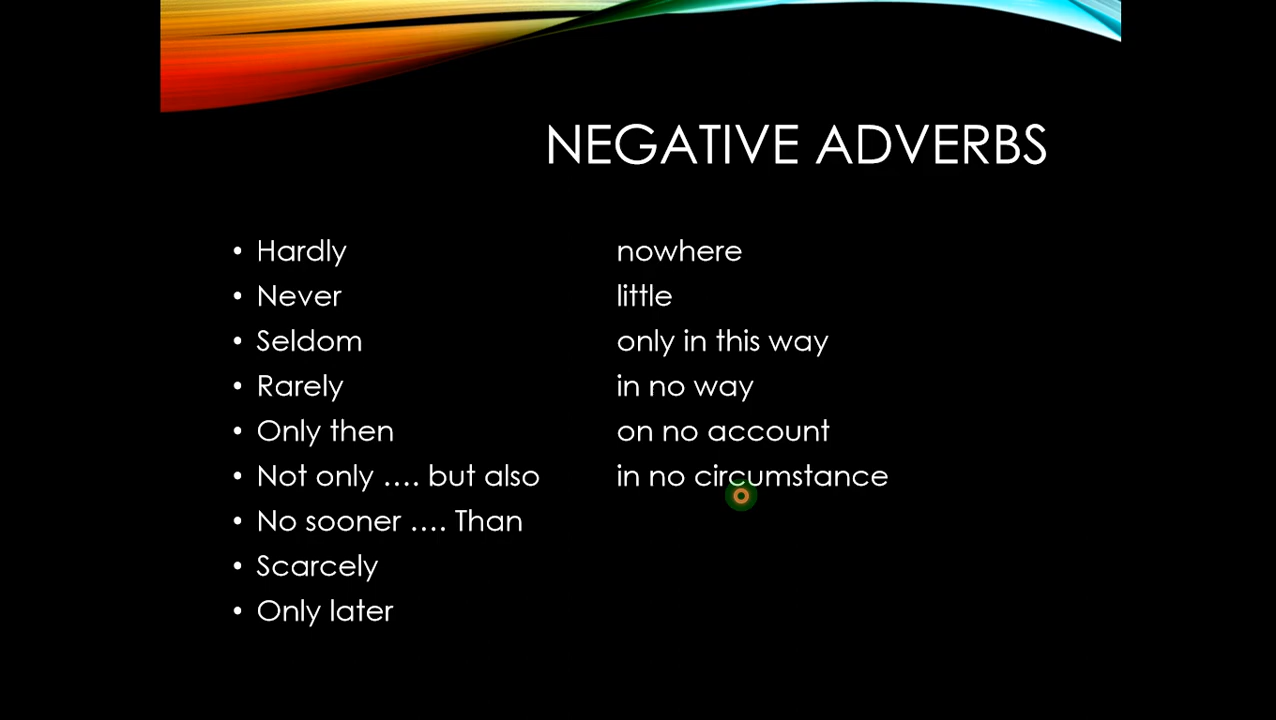 NEGATIVE ADVERBS
• Hardly nowhere
• Never little
• Seldom only in this way
• Rarely in no way
• Only then on no account
• Not only .... but also in no circumstance
• No sooner .... Than
• Scarcely
• Only later